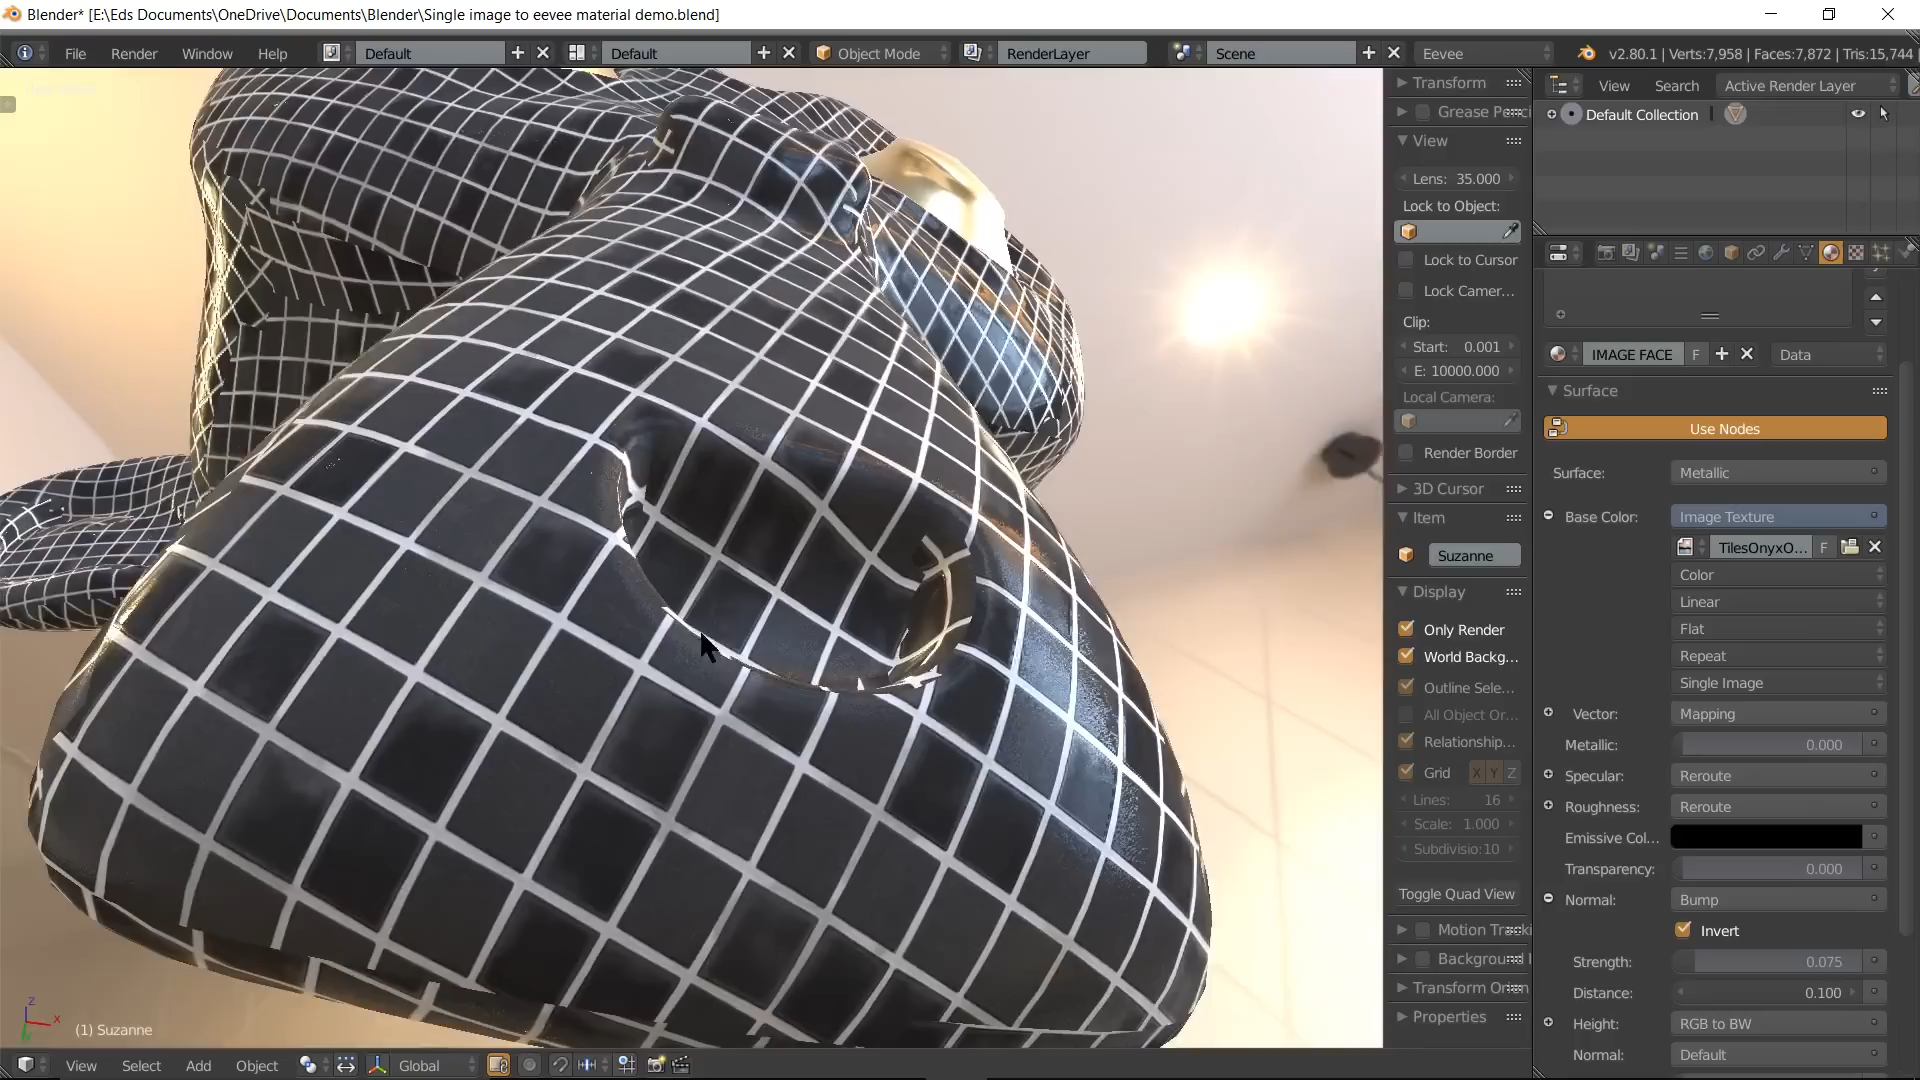 Blender* [E:\Eds Documents\OneDrive\Documents\Blender\Single image to eevee material demo.blend]
File Render Window Help Default Default Object Mode RenderLayer Scene Eevee v2.80.1 | Verts:7,958 | Faces:7,872 | Tris:15,744 |
Transform
Grease Penci
View
Lens: 35.000
Lock to Object:
Lock to Cursor
Lock Camer...
Clip:
Start: 0.001
E: 10000.000
Local Camera:
Render Border
3D Cursor
Item
Suzanne
Display
Only Render
World Backg...
Outline Sele...
All Object Or...
Relationship...
Grid X Y Z
Lines: 16
Scale: 1.000
Subdivisio:10
Toggle Quad View
Motion Tracki
Background I
Transform Orien
Properties
View Search Active Render Layer
Default Collection
IMAGE FACE F Data
Surface
Use Nodes
Surface: Metallic
Base Color: Image Texture
TilesOnyxO... F
Color
Linear
Flat
Repeat
Single Image
Vector: Mapping
Metallic: 0.000
Specular: Reroute
Roughness: Reroute
Emissive Col...
Transparency: 0.000
Normal: Bump
Invert
Strength: 0.075
Distance: 0.100
Height: RGB to BW
Normal: Default
Z
X
(1) Suzanne
View Select Add Object Global